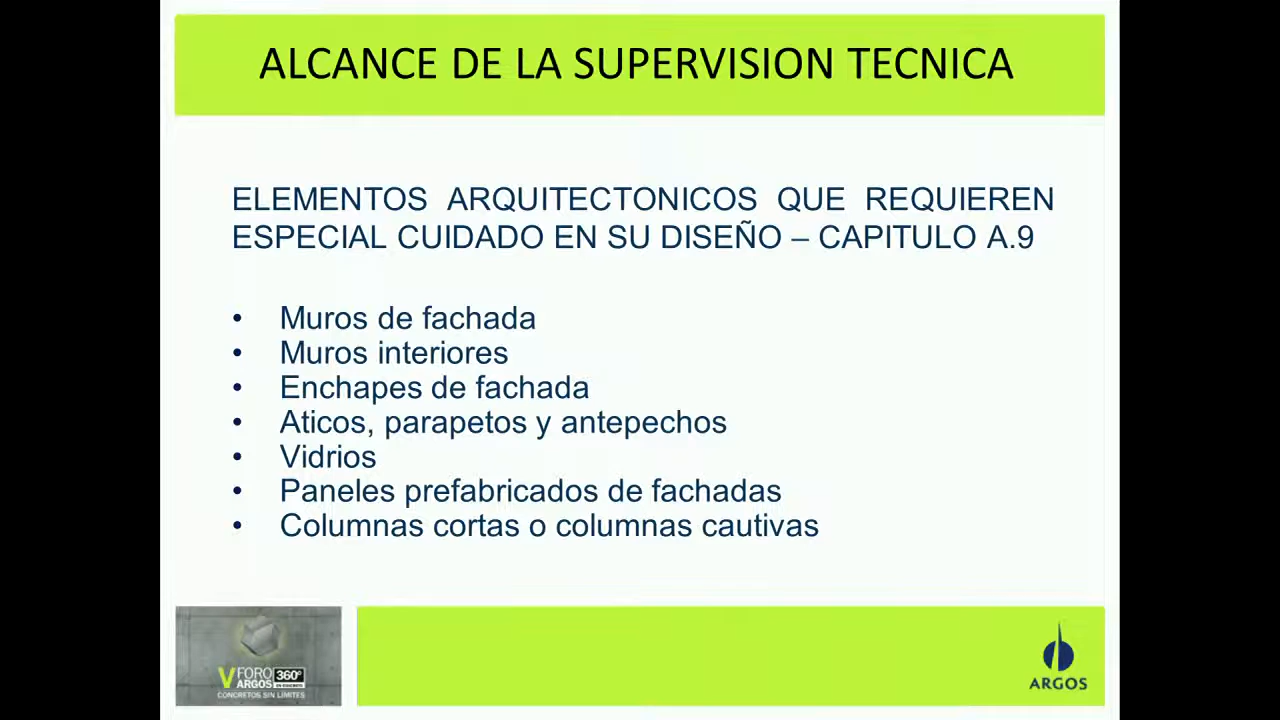 ALCANCE DE LA SUPERVISION TECNICA
ELEMENTOS ARQUITECTONICOS QUE REQUIEREN
ESPECIAL CUIDADO EN SU DISEÑO – CAPITULO A.9
• Muros de fachada
• Muros interiores
• Enchapes de fachada
• Aticos, parapetos y antepechos
• Vidrios
• Paneles prefabricados de fachadas
• Columnas cortas o columnas cautivas
V FORO ARGOS 360°
CONCRETOS SIN LÍMITES
ARGOS